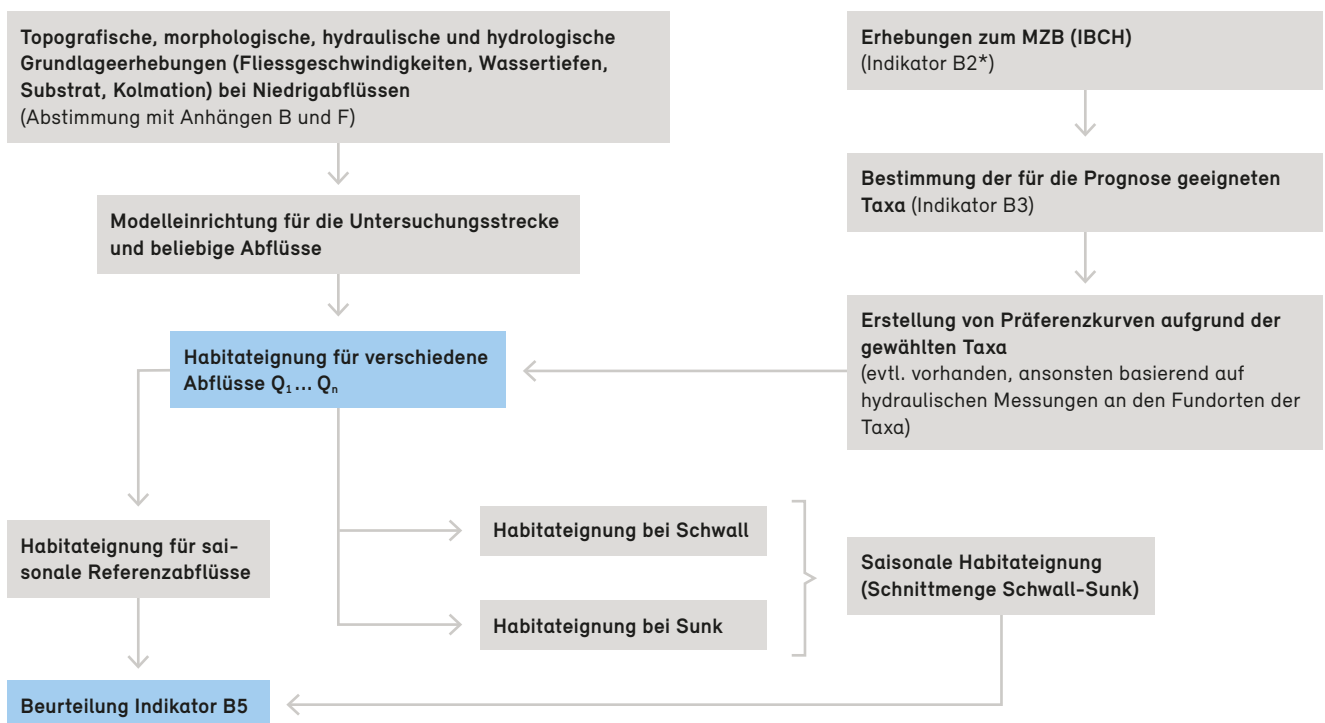 Topografische, morphologische, hydraulische und hydrologische
Grundlageerhebungen (Fliessgeschwindigkeiten, Wassertiefen,
Substrat, Kolmation) bei Niedrigabflüssen
(Abstimmung mit Anhängen B und F)
Modelleinrichtung für die Untersuchungsstrecke
und beliebige Abflüsse
Erhebungen zum MZB (IBCH)
(Indikator B2*)
Bestimmung der für die Prognose geeigneten
Taxa (Indikator B3)
Erstellung von Präferenzkurven aufgrund der
gewählten Taxa
(evtl. vorhanden, ansonsten basierend auf
hydraulischen Messungen an den Fundorten der
Taxa)
Habitateignung für verschiedene
Abflüsse Q₁ ... Qₙ
Habitateignung für sai-
sonale Referenzabflüsse
Habitateignung bei Schwall
Habitateignung bei Sunk
Saisonale Habitateignung
(Schnittmenge Schwall-Sunk)
Beurteilung Indikator B5